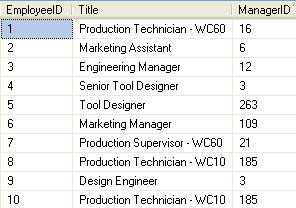 EmployeeID Title ManagerID
1 Production Technician - WC60 16
2 Marketing Assistant 6
3 Engineering Manager 12
4 Senior Tool Designer 3
5 Tool Designer 263
6 Marketing Manager 109
7 Production Supervisor - WC60 21
8 Production Technician - WC10 185
9 Design Engineer 3
10 Production Technician - WC10 185